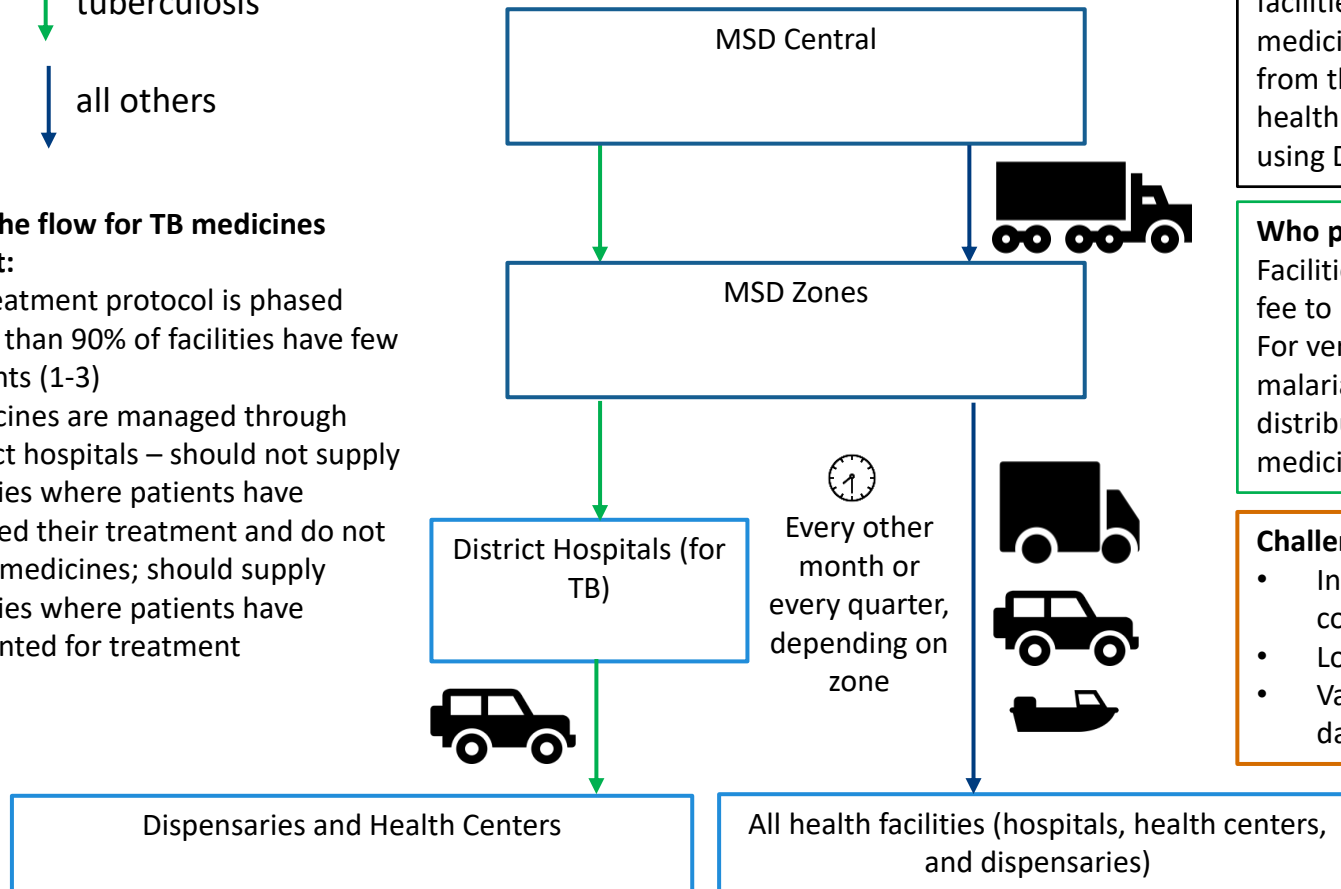 tuberculosis
all others
he flow for TB medicines
t:
eatment protocol is phased
than 90% of facilities have few
nts (1-3)
cines are managed through
ct hospitals – should not supply
ies where patients have
ed their treatment and do not
medicines; should supply
ies where patients have
nted for treatment
MSD Central
MSD Zones
District Hospitals (for
TB)
Every other
month or
every quarter,
depending on
zone
Dispensaries and Health Centers
All health facilities (hospitals, health centers,
and dispensaries)
facilitie
medici
from th
health
using D
Who p
Faciliti
fee to
For ver
malaria
distribu
medici
Challen
• In
co
• Lo
• Va
da